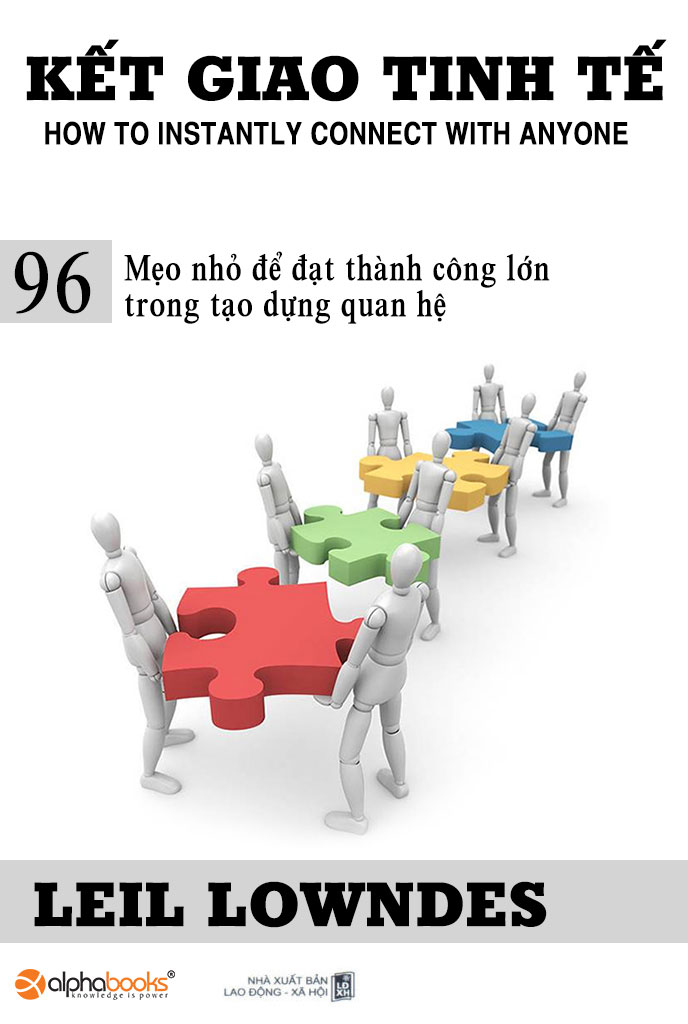 KẾT GIAO TINH TẾ
HOW TO INSTANTLY CONNECT WITH ANYONE
96
Mẹo nhỏ để đạt thành công lớn
trong tạo dựng quan hệ
LEIL LOWNDES
alphabooks®
knowledge is power
NHÀ XUẤT BẢN
LAO ĐỘNG - XÃ HỘI
LĐ
XH